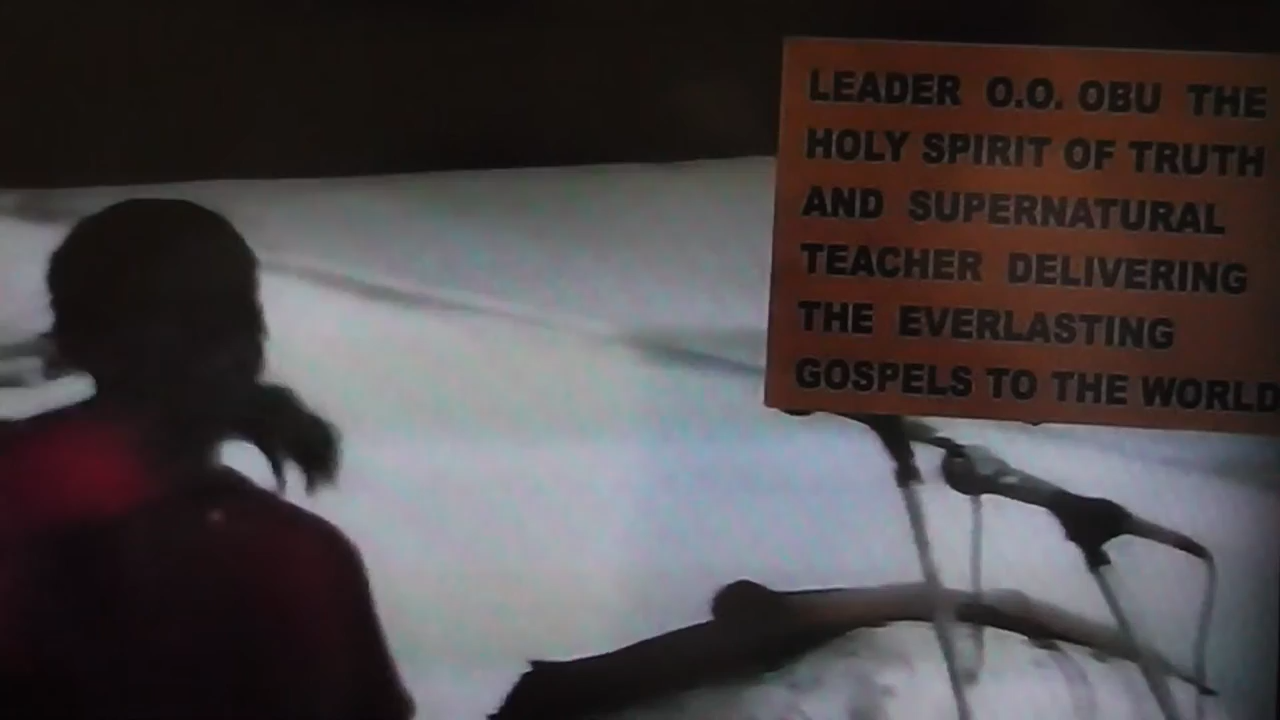 LEADER O.O. OBU THE
HOLY SPIRIT OF TRUTH
AND SUPERNATURAL
TEACHER DELIVERING
THE EVERLASTING
GOSPELS TO THE WORLD